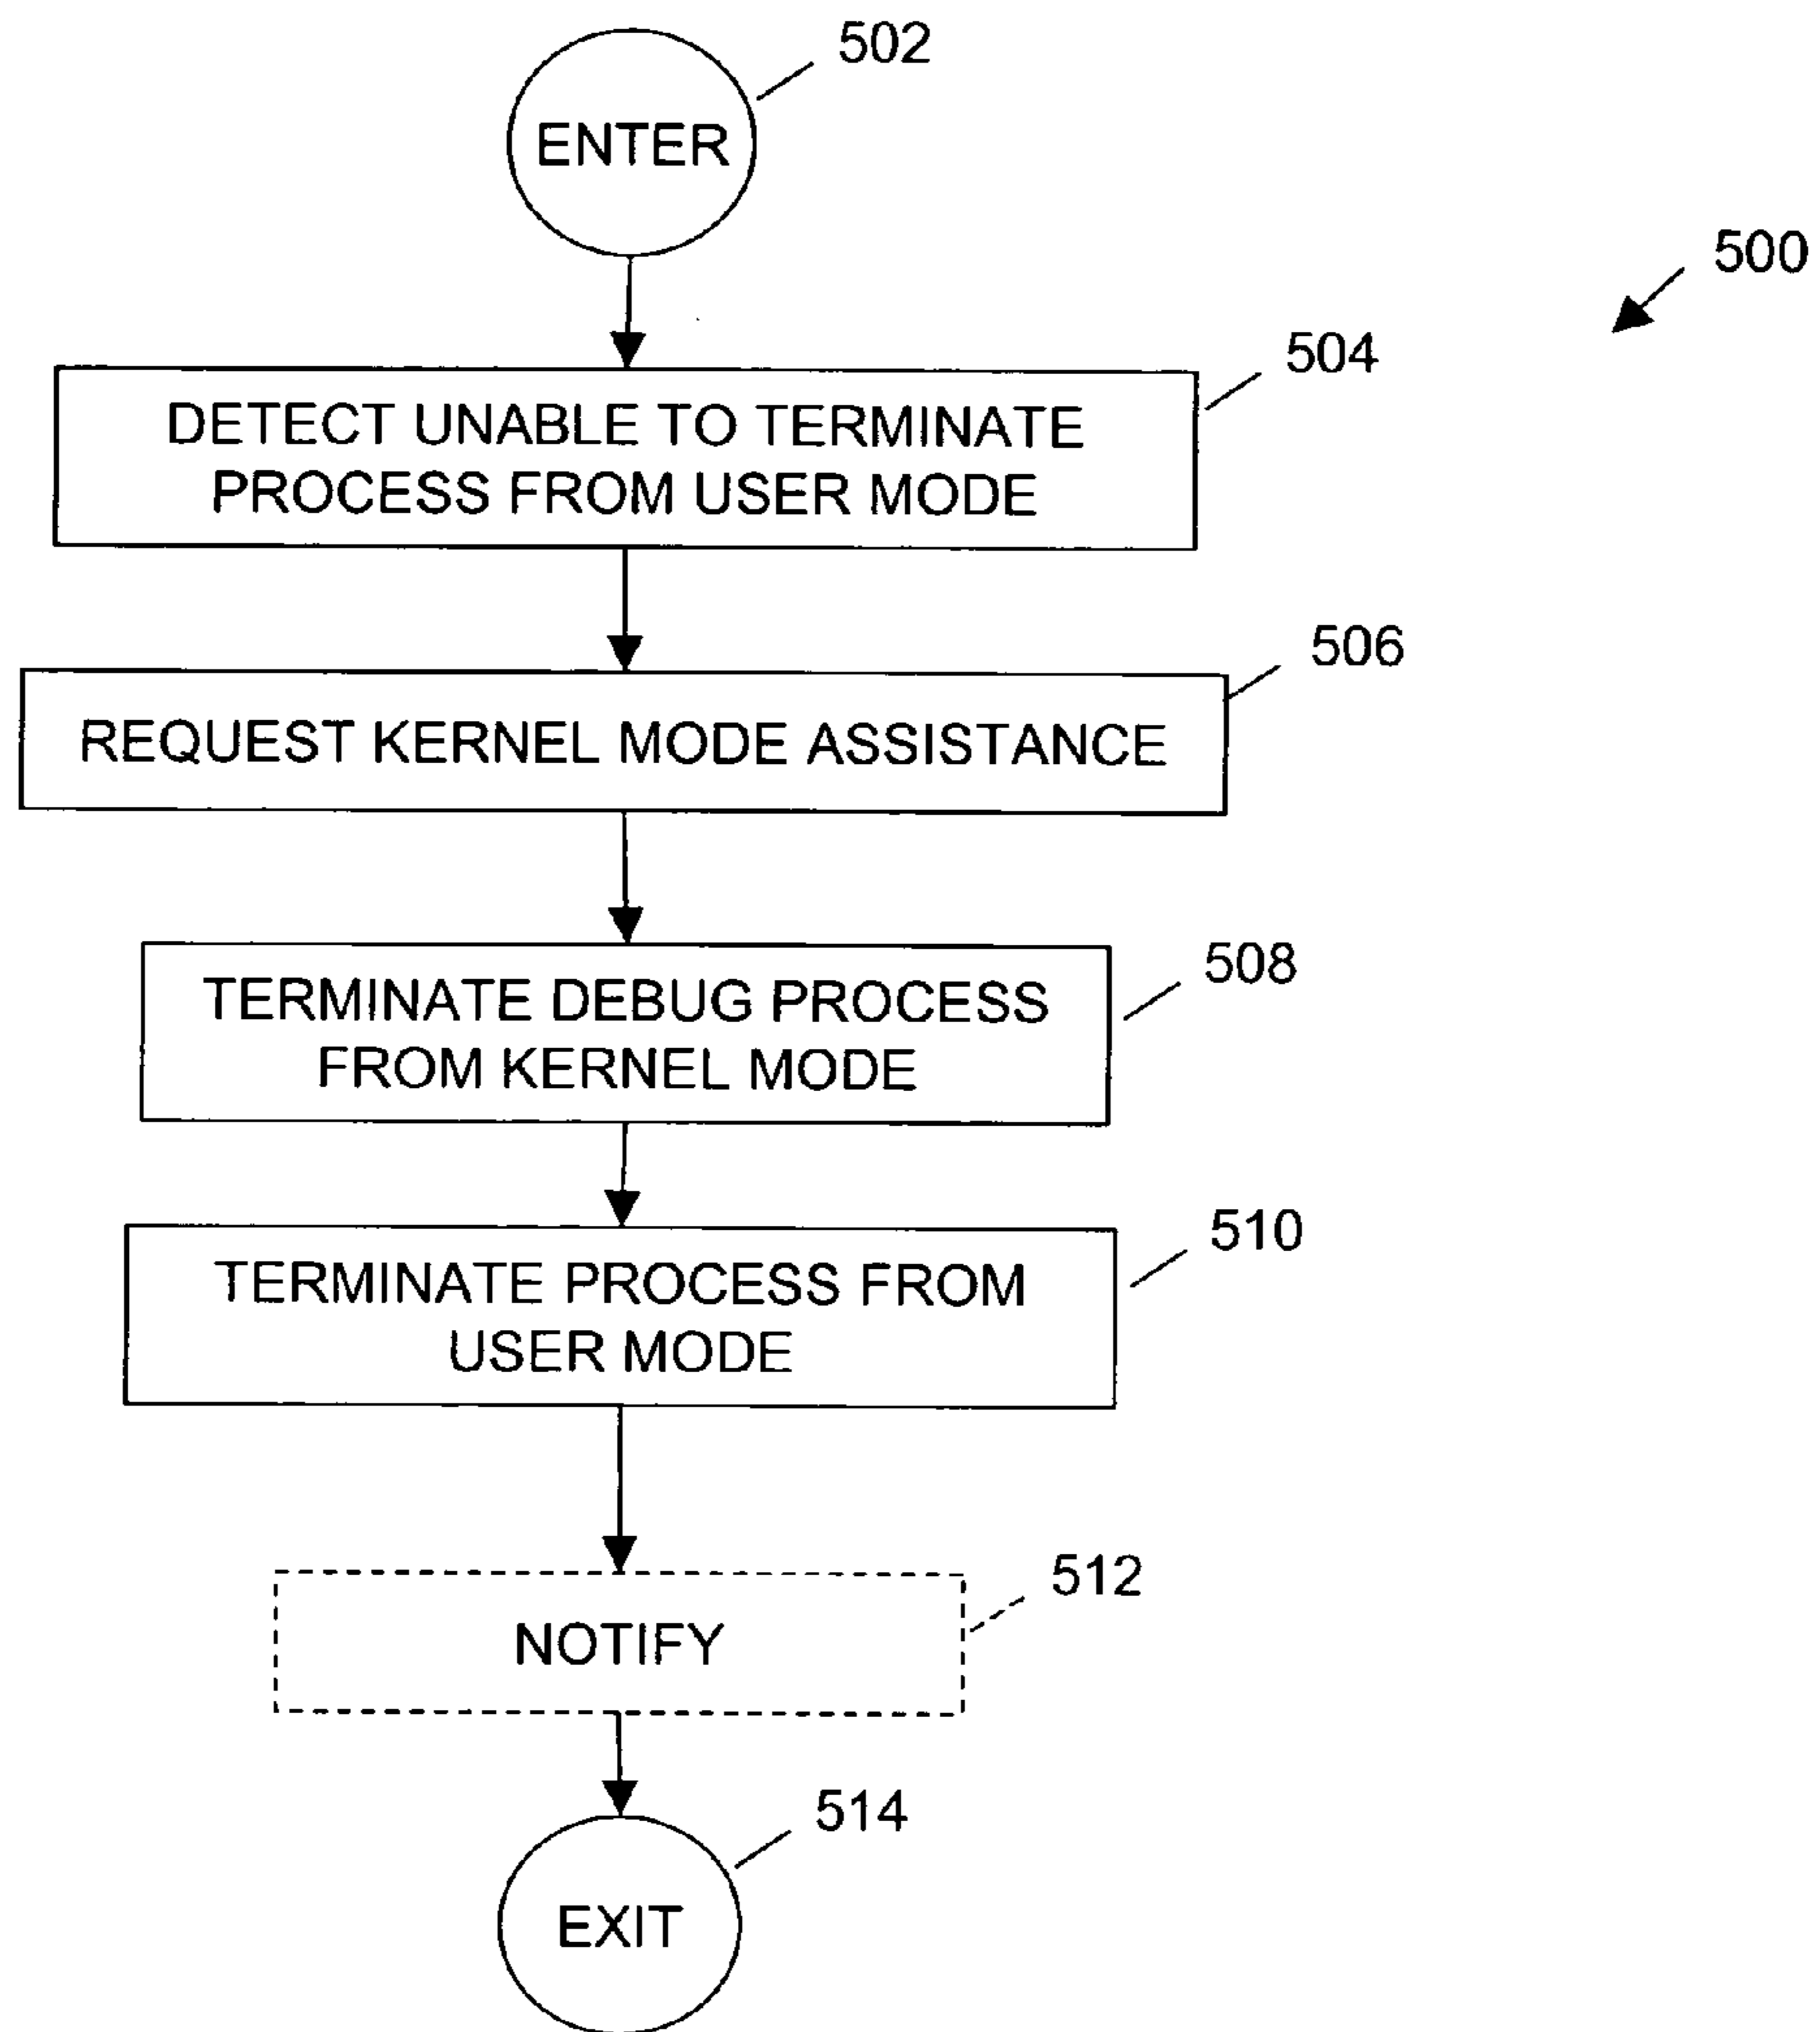 502
ENTER
500
504
DETECT UNABLE TO TERMINATE
PROCESS FROM USER MODE
506
REQUEST KERNEL MODE ASSISTANCE
508
TERMINATE DEBUG PROCESS
FROM KERNEL MODE
510
TERMINATE PROCESS FROM
USER MODE
512
NOTIFY
514
EXIT